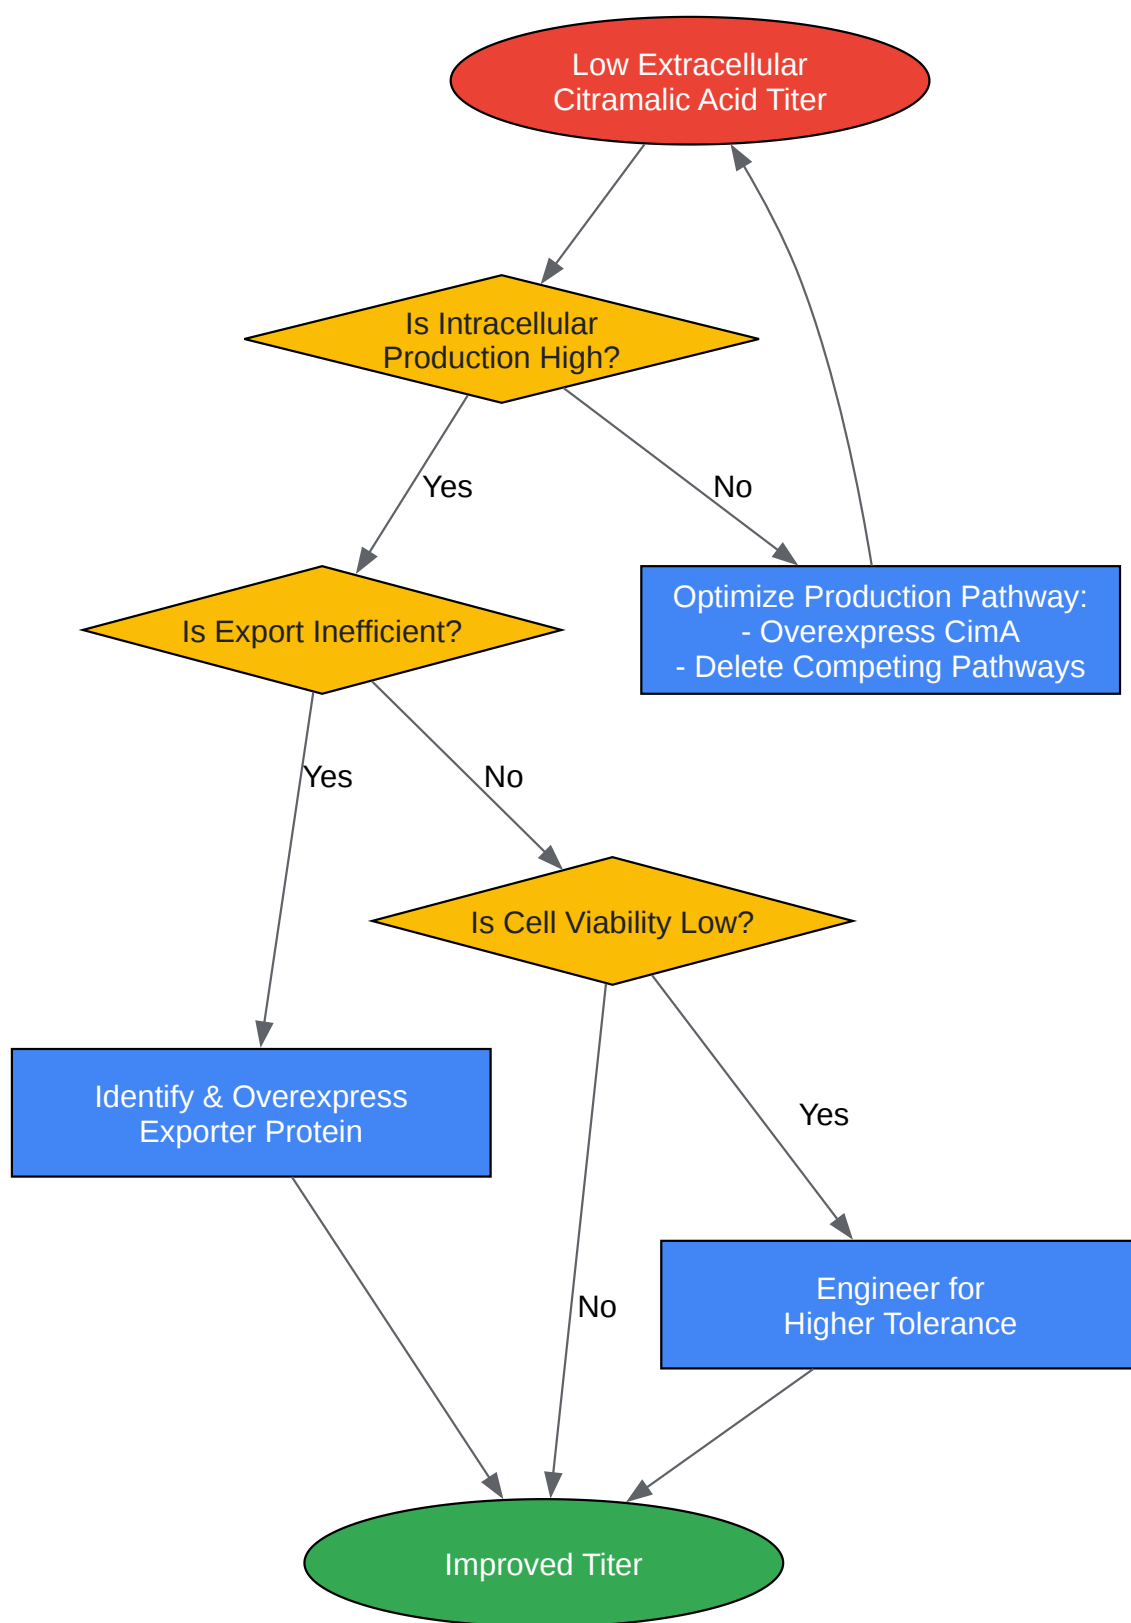 Low Extracellular
Citramalic Acid Titer
Is Intracellular
Production High?
Yes
No
Is Export Inefficient?
Optimize Production Pathway:
- Overexpress CimA
- Delete Competing Pathways
Yes
No
Is Cell Viability Low?
Identify & Overexpress
Exporter Protein
Yes
No
Engineer for
Higher Tolerance
Improved Titer